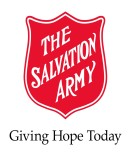 THE
SALVATION
ARMY
Giving Hope Today